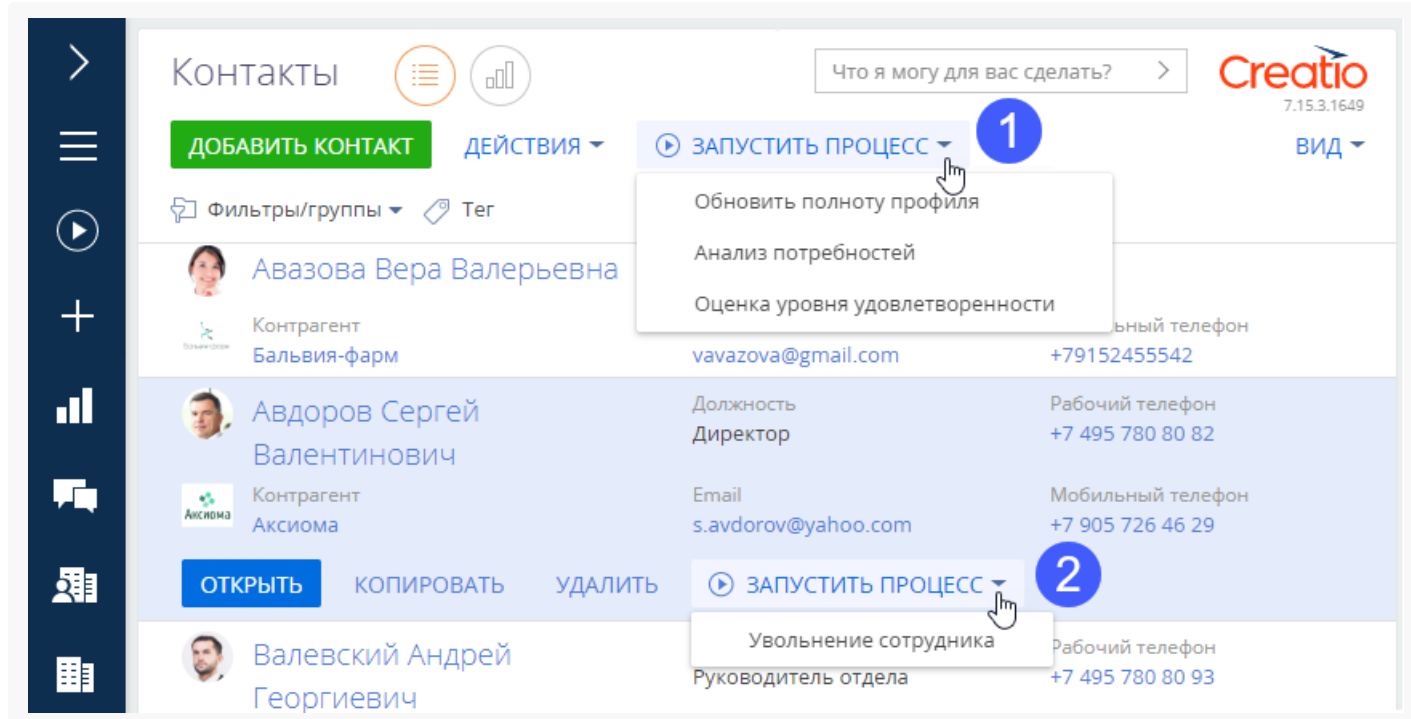 Контакты
Что я могу для вас сделать?
Creatio
7.15.3.1649
ДОБАВИТЬ КОНТАКТ
ДЕЙСТВИЯ
ЗАПУСТИТЬ ПРОЦЕСС
1
ВИД
Фильтры/группы
Тег
Обновить полноту профиля
Анализ потребностей
Оценка уровня удовлетворенности
Авазова Вера Валерьевна
Контрагент
Бальвия-фарм
vavazova@gmail.com
ьный телефон
+79152455542
Авдоров Сергей
Валентинович
Должность
Директор
Рабочий телефон
+7 495 780 80 82
Аксиома
Контрагент
Аксиома
Email
s.avdorov@yahoo.com
Мобильный телефон
+7 905 726 46 29
ОТКРЫТЬ
КОПИРОВАТЬ
УДАЛИТЬ
ЗАПУСТИТЬ ПРОЦЕСС
2
Увольнение сотрудника
Валевский Андрей
Георгиевич
Руководитель отдела
Рабочий телефон
+7 495 780 80 93